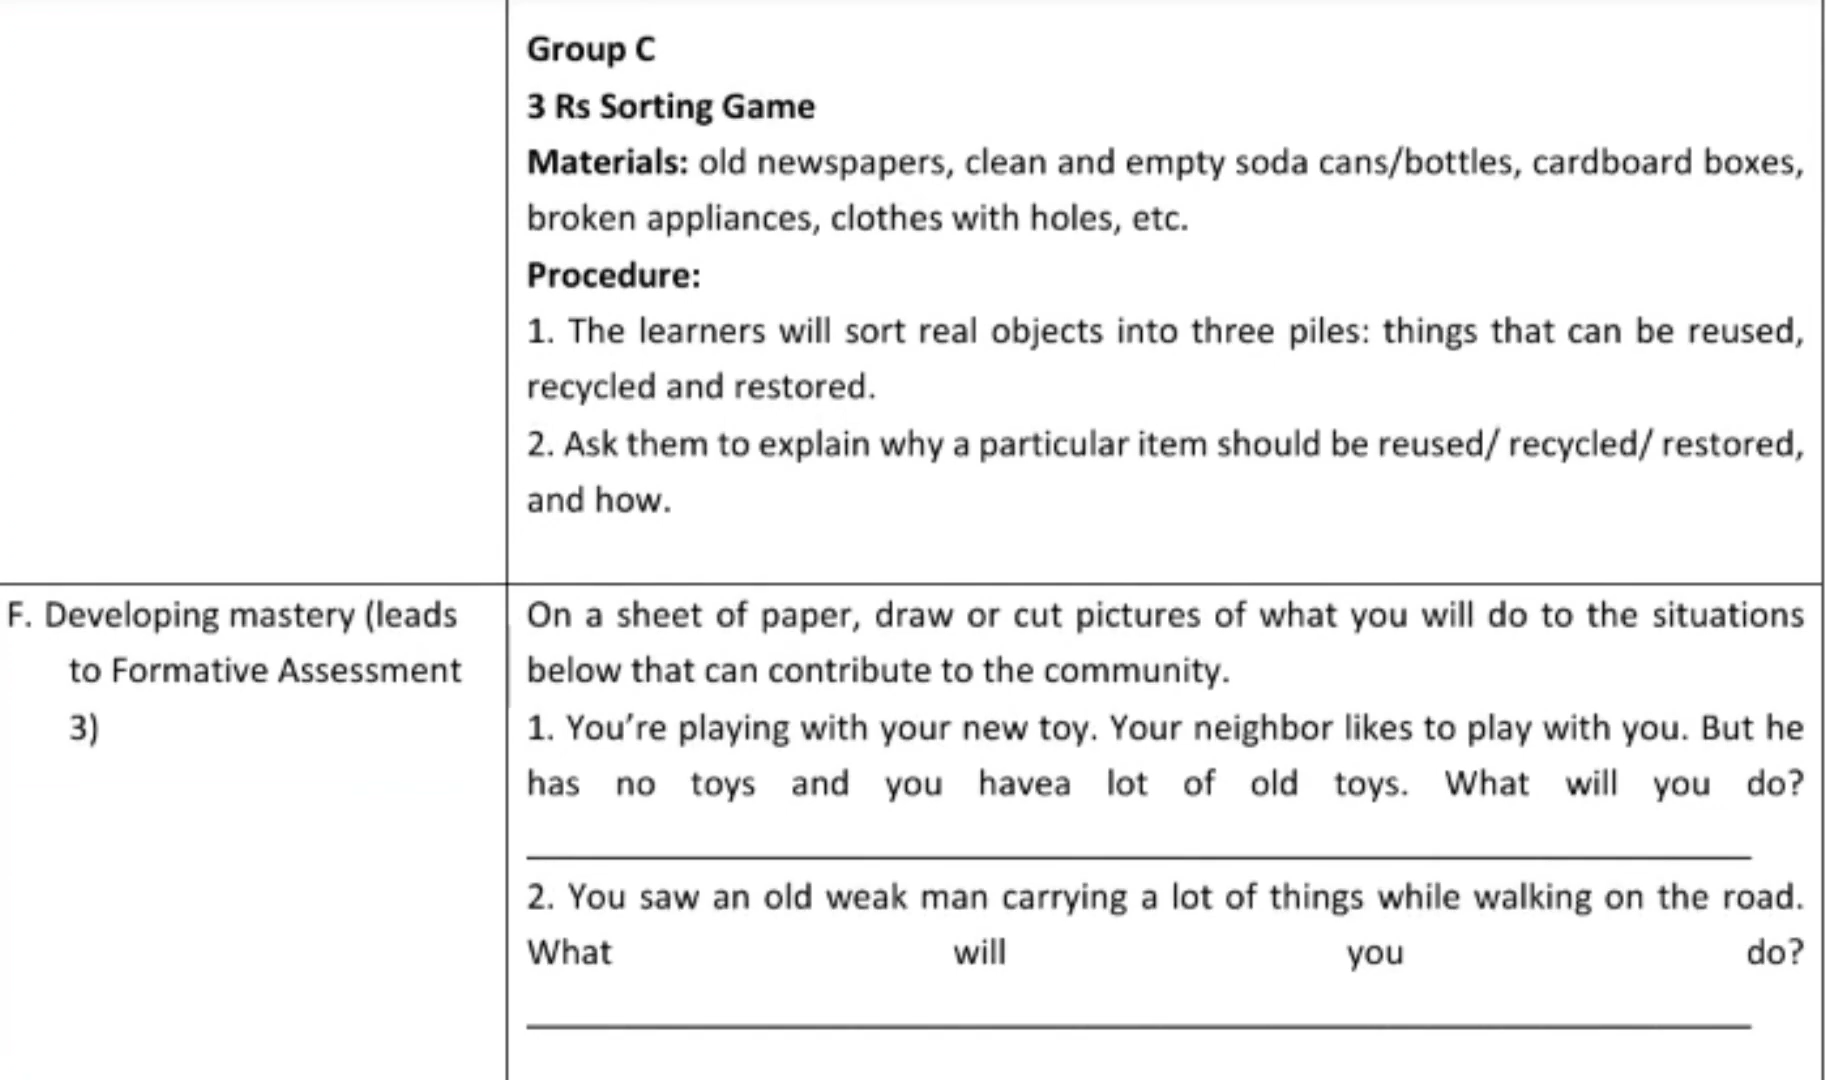 Group C
3 Rs Sorting Game
Materials: old newspapers, clean and empty soda cans/bottles, cardboard boxes,
broken appliances, clothes with holes, etc.
Procedure:
1. The learners will sort real objects into three piles: things that can be reused,
recycled and restored.
2. Ask them to explain why a particular item should be reused/ recycled/ restored,
and how.
F. Developing mastery (leads
to Formative Assessment
3)
On a sheet of paper, draw or cut pictures of what you will do to the situations
below that can contribute to the community.
1. You’re playing with your new toy. Your neighbor likes to play with you. But he
has no toys and you havea lot of old toys. What will you do?
2. You saw an old weak man carrying a lot of things while walking on the road.
What will you do?